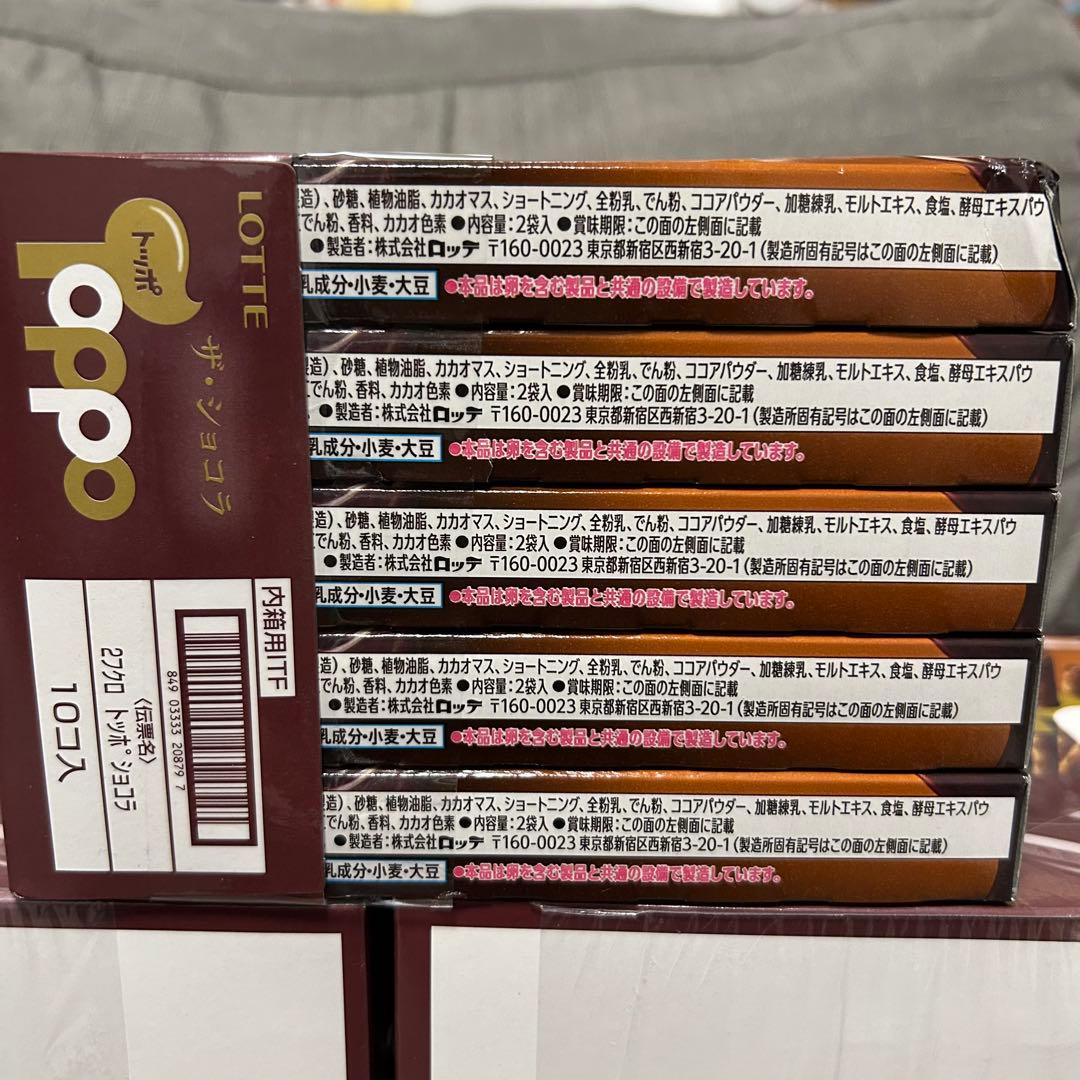 LOTTE
トッポ
TOPPO
ザ・ショコラ
内箱用ITF
849 03333 20879 7
〈伝票名〉
2フクロ トッポ ショコラ
10コ入
造)、砂糖、植物油脂、カカオマス、ショートニング、全粉乳、でん粉、ココアパウダー、加糖練乳、モルトエキス、食塩、酵母エキスパウ
でん粉、香料、カカオ色素 ●内容量:2袋入 ●賞味期限:この面の左側面に記載
●製造者:株式会社ロッテ 〒160-0023 東京都新宿区西新宿3-20-1(製造所固有記号はこの面の左側面に記載)
乳成分・小麦・大豆 ●本品は卵を含む製品と共通の設備で製造しています。
造)、砂糖、植物油脂、カカオマス、ショートニング、全粉乳、でん粉、ココアパウダー、加糖練乳、モルトエキス、食塩、酵母エキスパウ
でん粉、香料、カカオ色素 ●内容量:2袋入 ●賞味期限:この面の左側面に記載
●製造者:株式会社ロッテ 〒160-0023 東京都新宿区西新宿3-20-1(製造所固有記号はこの面の左側面に記載)
乳成分・小麦・大豆 ●本品は卵を含む製品と共通の設備で製造しています。
造)、砂糖、植物油脂、カカオマス、ショートニング、全粉乳、でん粉、ココアパウダー、加糖練乳、モルトエキス、食塩、酵母エキスパウ
でん粉、香料、カカオ色素 ●内容量:2袋入 ●賞味期限:この面の左側面に記載
●製造者:株式会社ロッテ 〒160-0023 東京都新宿区西新宿3-20-1(製造所固有記号はこの面の左側面に記載)
乳成分・小麦・大豆 ●本品は卵を含む製品と共通の設備で製造しています。
造)、砂糖、植物油脂、カカオマス、ショートニング、全粉乳、でん粉、ココアパウダー、加糖練乳、モルトエキス、食塩、酵母エキスパウ
でん粉、香料、カカオ色素 ●内容量:2袋入 ●賞味期限:この面の左側面に記載
●製造者:株式会社ロッテ 〒160-0023 東京都新宿区西新宿3-20-1(製造所固有記号はこの面の左側面に記載)
乳成分・小麦・大豆 ●本品は卵を含む製品と共通の設備で製造しています。
造)、砂糖、植物油脂、カカオマス、ショートニング、全粉乳、でん粉、ココアパウダー、加糖練乳、モルトエキス、食塩、酵母エキスパウ
でん粉、香料、カカオ色素 ●内容量:2袋入 ●賞味期限:この面の左側面に記載
●製造者:株式会社ロッテ 〒160-0023 東京都新宿区西新宿3-20-1(製造所固有記号はこの面の左側面に記載)
乳成分・小麦・大豆 ●本品は卵を含む製品と共通の設備で製造しています。